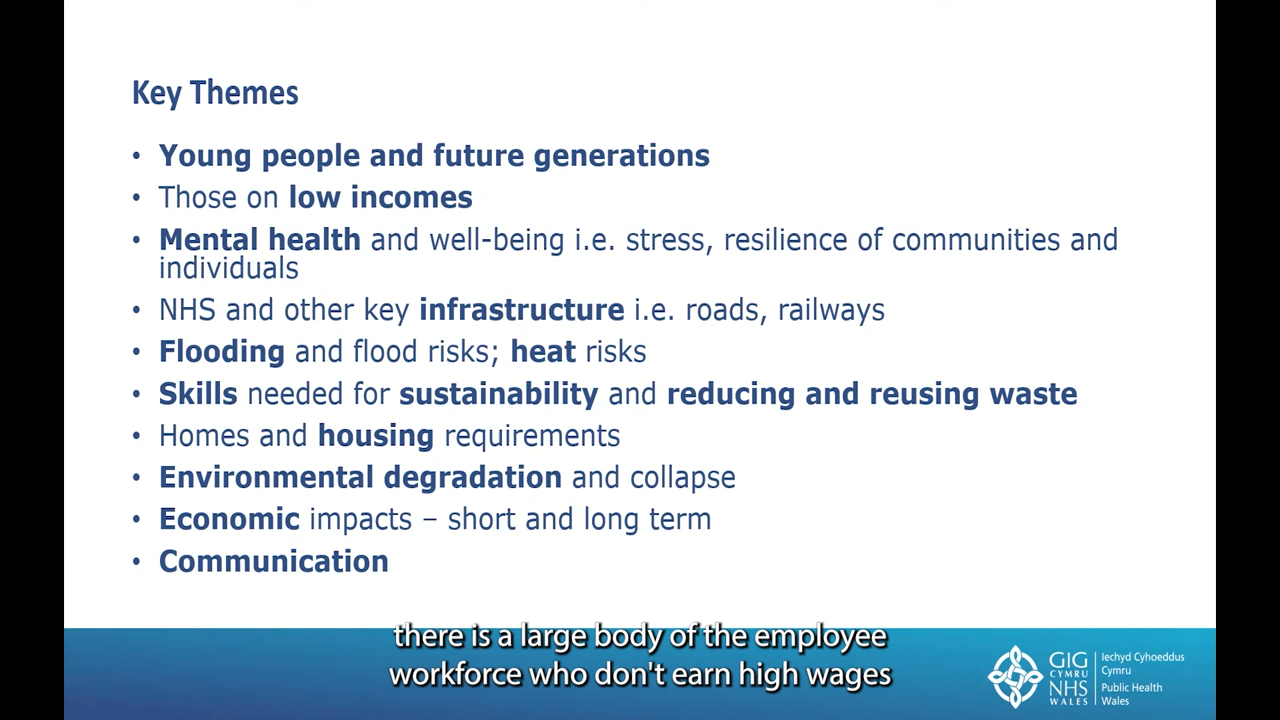 Key Themes
• Young people and future generations
• Those on low incomes
• Mental health and well-being i.e. stress, resilience of communities and
individuals
• NHS and other key infrastructure i.e. roads, railways
• Flooding and flood risks; heat risks
• Skills needed for sustainability and reducing and reusing waste
• Homes and housing requirements
• Environmental degradation and collapse
• Economic impacts – short and long term
• Communication
there is a large body of the employee
workforce who don't earn high wages
GIG
CYMRU
NHS
WALES
Iechyd Cyhoeddus
Cymru
Public Health
Wales